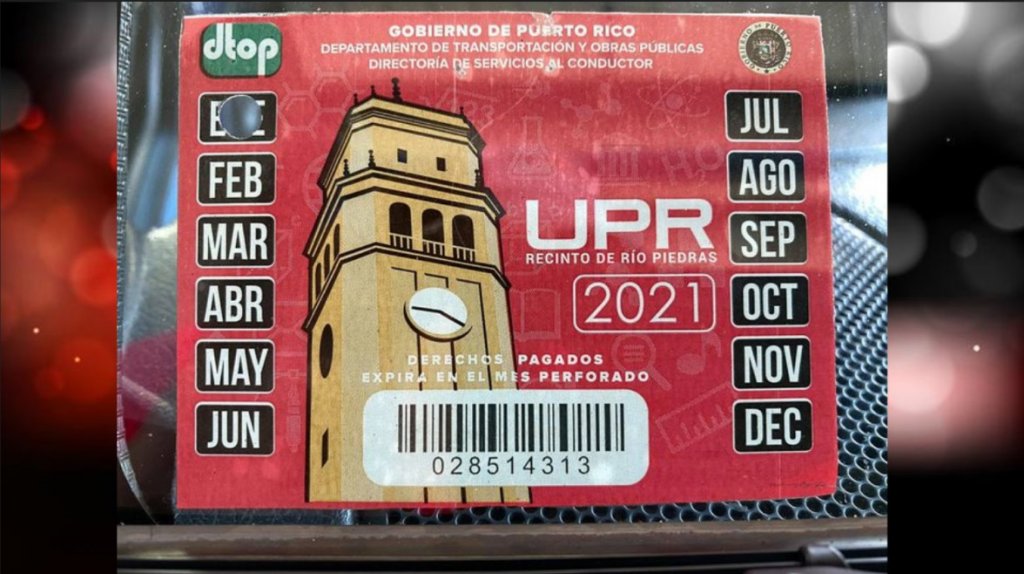 dtop
GOBIERNO DE PUERTO RICO
DEPARTAMENTO DE TRANSPORTACIÓN Y OBRAS PÚBLICAS
DIRECTORÍA DE SERVICIOS AL CONDUCTOR
ENE
FEB
MAR
ABR
MAY
JUN
JUL
AGO
SEP
OCT
NOV
DEC
UPR
RECINTO DE RÍO PIEDRAS
2021
DERECHOS PAGADOS
EXPIRA EN EL MES PERFORADO
028514313